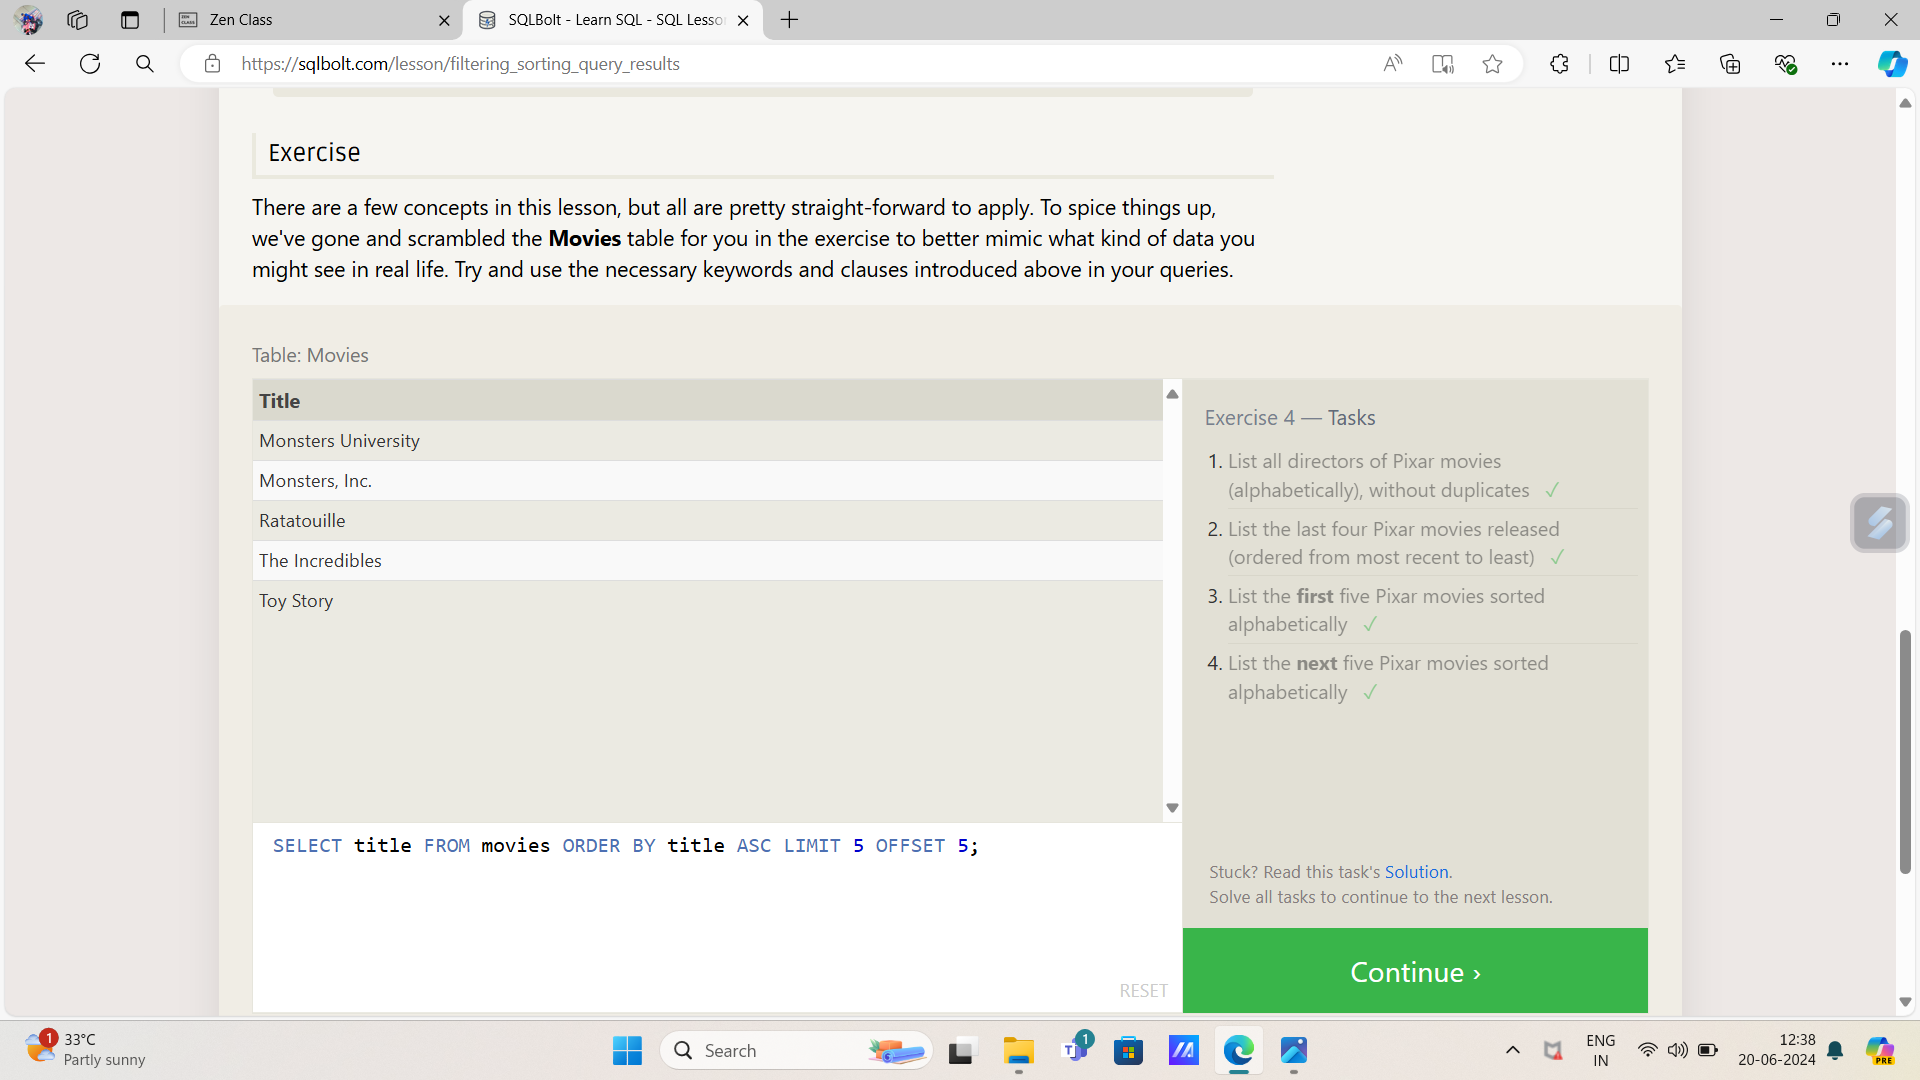 Zen Class
SQLBolt - Learn SQL - SQL Lesso
https://sqlbolt.com/lesson/filtering_sorting_query_results
Exercise
There are a few concepts in this lesson, but all are pretty straight-forward to apply. To spice things up,
we've gone and scrambled the Movies table for you in the exercise to better mimic what kind of data you
might see in real life. Try and use the necessary keywords and clauses introduced above in your queries.
Table: Movies
Title
Monsters University
Monsters, Inc.
Ratatouille
The Incredibles
Toy Story
SELECT title FROM movies ORDER BY title ASC LIMIT 5 OFFSET 5;
RESET
Exercise 4 — Tasks
1. List all directors of Pixar movies
(alphabetically), without duplicates ✓
2. List the last four Pixar movies released
(ordered from most recent to least) ✓
3. List the first five Pixar movies sorted
alphabetically ✓
4. List the next five Pixar movies sorted
alphabetically ✓
Stuck? Read this task's Solution.
Solve all tasks to continue to the next lesson.
Continue ›
1
33°C
Partly sunny
Search
1
ENG
IN
12:38
20-06-2024
PRE